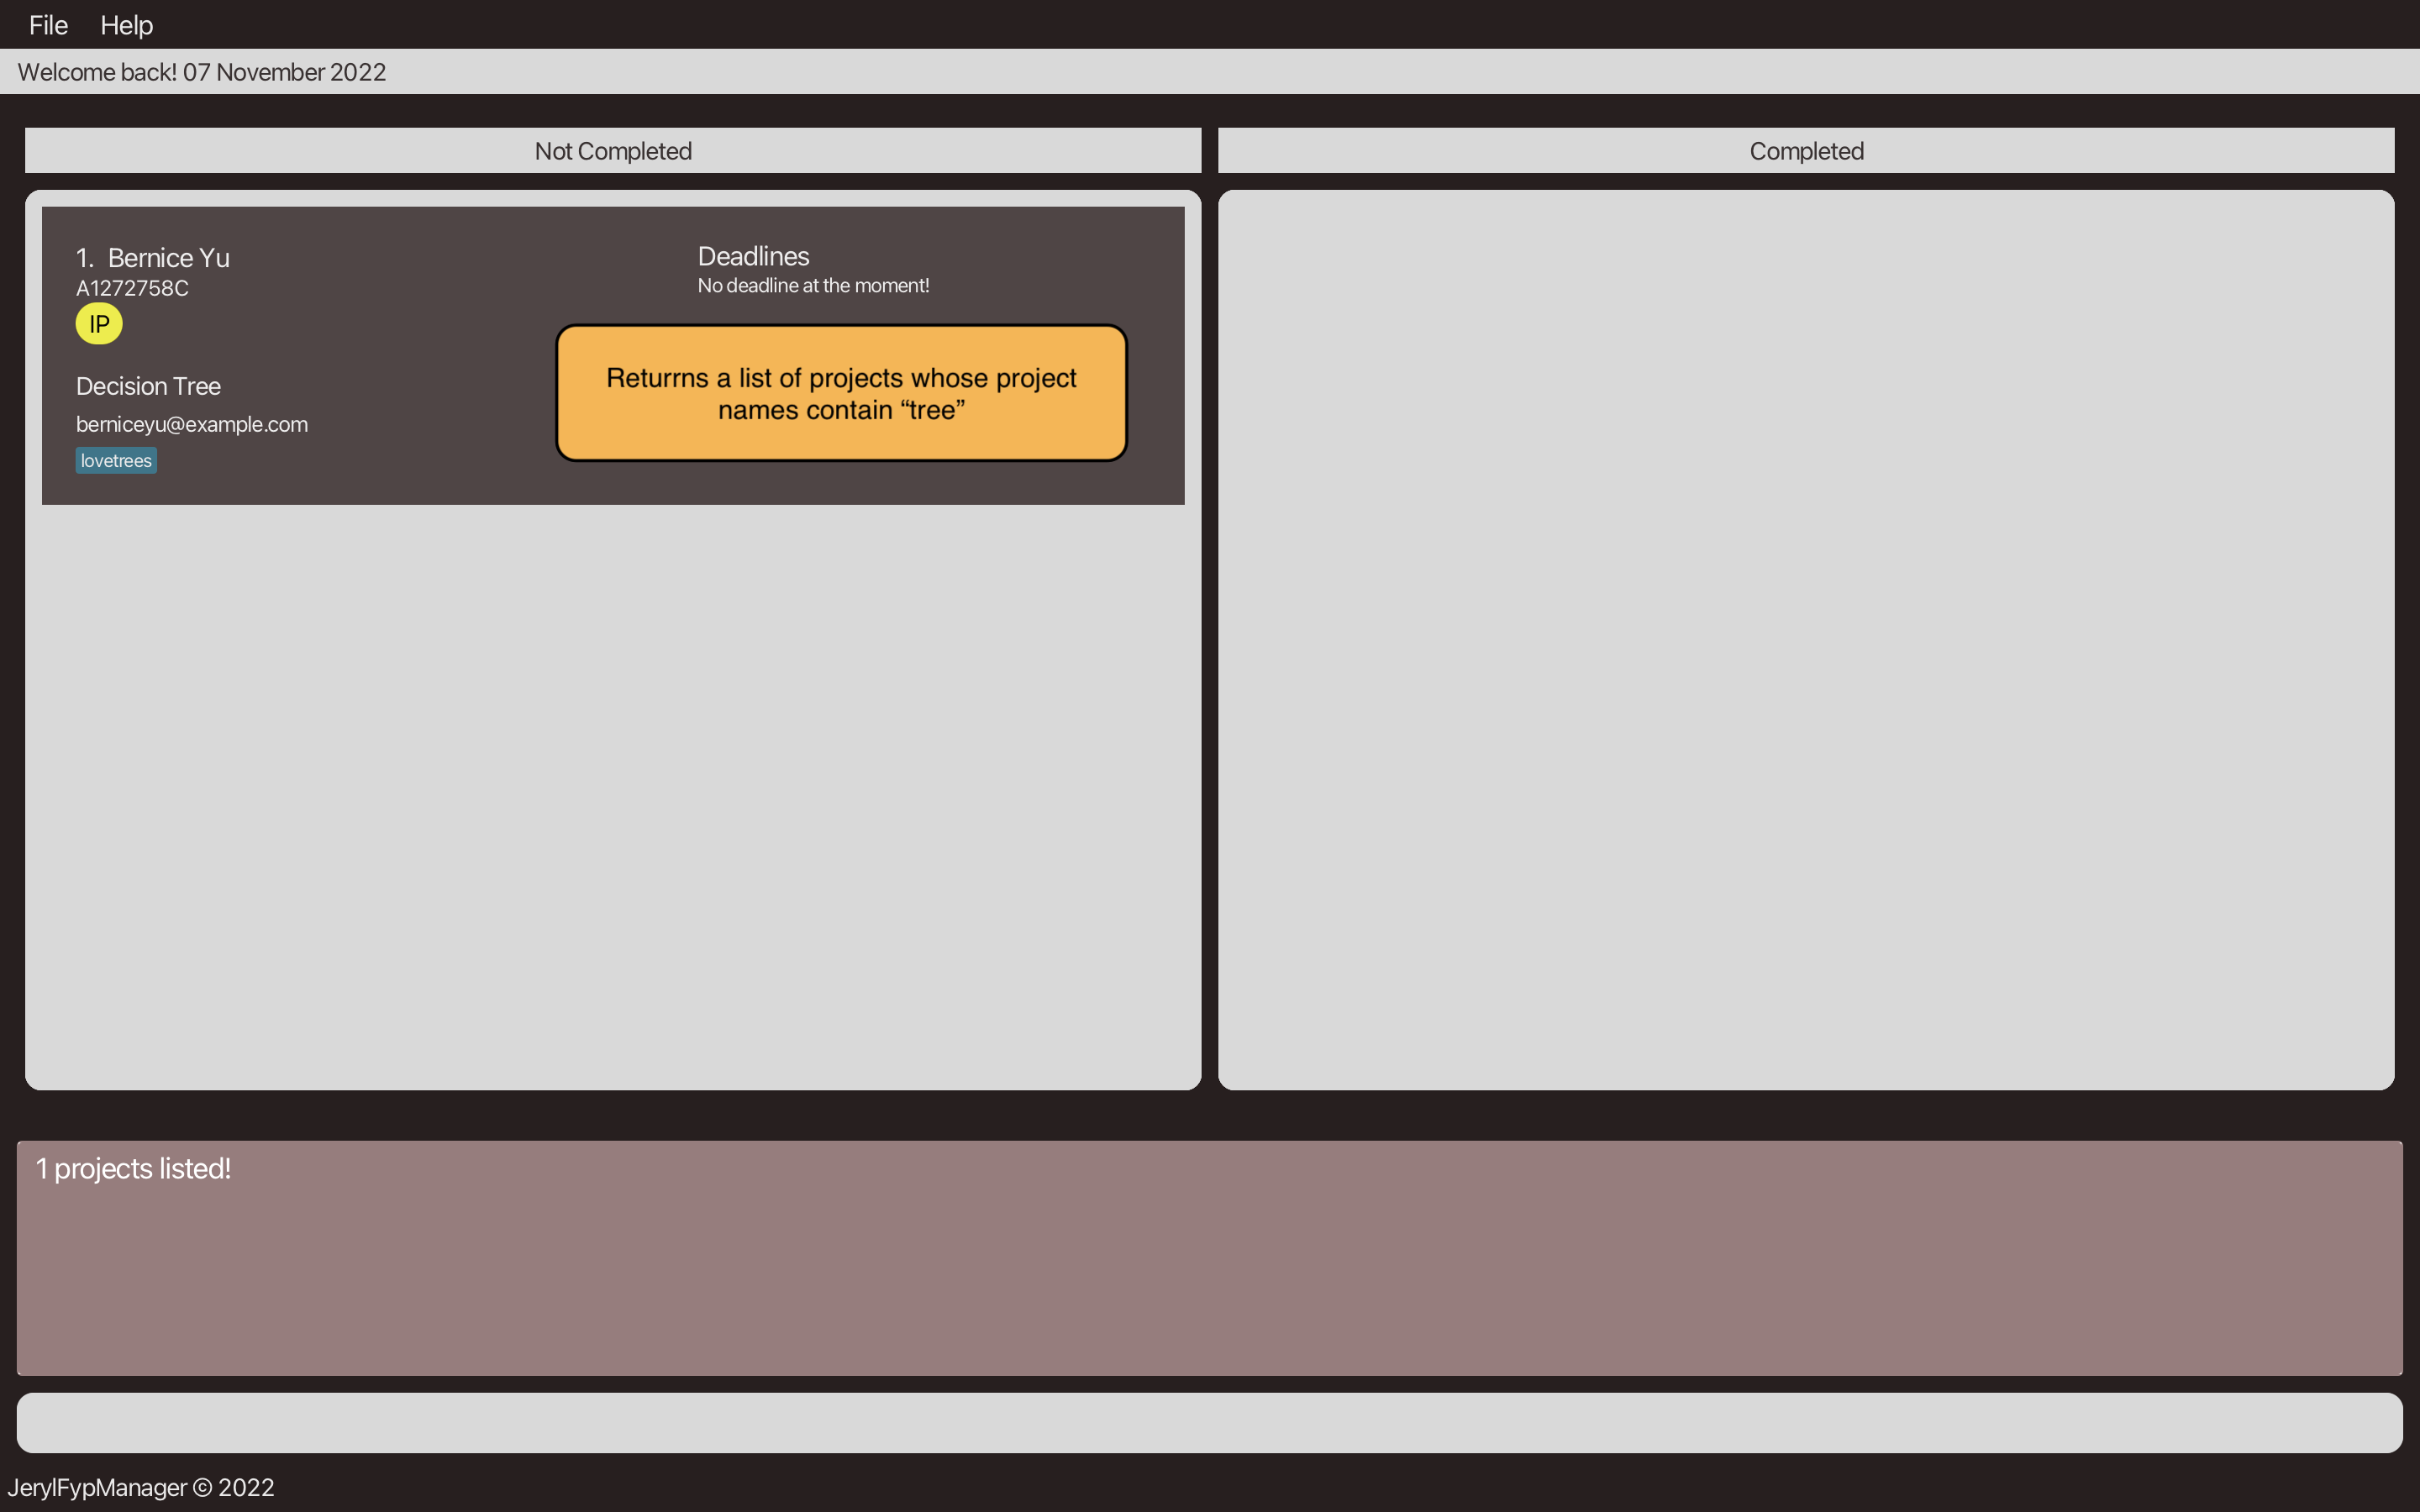 File Help
Welcome back! 07 November 2022
Not Completed
Completed
1. Bernice Yu
A1272758C
IP
Decision Tree
berniceyu@example.com
lovetrees
Deadlines
No deadline at the moment!
Returrns a list of projects whose project
names contain “tree”
1 projects listed!
JerylFypManager © 2022